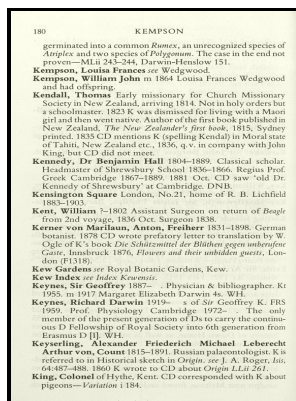 180 KEMPSON
germinated into a common Rumex, an unrecognized species of
Atriplex and two species of Polygonum. The case in the end not
proven—MLii 243–244, Darwin-Henslow 151.
Kempson, Louisa Frances see Wedgwood.
Kempson, William John m 1864 Louisa Frances Wedgwood
and had offspring.
Kendall, Thomas Early missionary for Church Missionary
Society in New Zealand, arriving 1814. Not in holy orders but
a schoolmaster. 1823 K was dismissed for living with a Maori
girl and then went native. Author of the first book published in
New Zealand, The New Zealander's first book, 1815, Sydney
printed. 1835 CD mentions K (spelling Kendal) in Moral state
of Tahiti, New Zealand etc., 1836, q.v. in company with John
King, but CD did not meet.
Kennedy, Dr Benjamin Hall 1804–1889. Classical scholar.
Headmaster of Shrewsbury School 1836–1866. Regius Prof.
Greek Cambridge 1867–1889. 1881 Oct. CD saw 'old Dr.
Kennedy of Shrewsbury' at Cambridge. DNB.
Kensington Square London, No.21, home of R. B. Lichfield
1883–1903.
Kent, William ?–1802 Assistant Surgeon on return of Beagle
from 2nd voyage, 1836 Oct. Surgeon 1838.
Kerner von Marilaun, Anton, Freiherr 1831–1898. German
botanist. 1878 CD wrote prefatory letter to translation by W.
Ogle of K's book Die Schützmittel der Blüthen gegen unberufene
Gaste, Innsbruck 1876, Flowers and their unbidden guests, Lon-
don (F1318).
Kew Gardens see Royal Botanic Gardens, Kew.
Kew Index see Index Kewensis.
Keynes, Sir Geoffrey 1887– . Physician & bibliographer. Kt
1955. m 1917 Margaret Elizabeth Darwin 4s. WH.
Keynes, Richard Darwin 1919– s of Sir Geoffrey K. FRS
1959. Prof. Physiology Cambridge 1972– . The only
member of the present generation of Ds to carry the continu-
ous D Fellowship of Royal Society into 6th generation from
Erasmus D [I]. WH.
Keyserling, Alexander Friederich Michael Leberecht
Arthur von, Count 1815–1891. Russian palaeontologist. K is
referred to in Historical sketch in Origin. see J. A. Roger, Isis,
64:487–488. 1860 K wrote to CD about Origin LLii 261.
King, Colonel of Hythe, Kent. CD corresponded with K about
pigeons—Variation i 184.